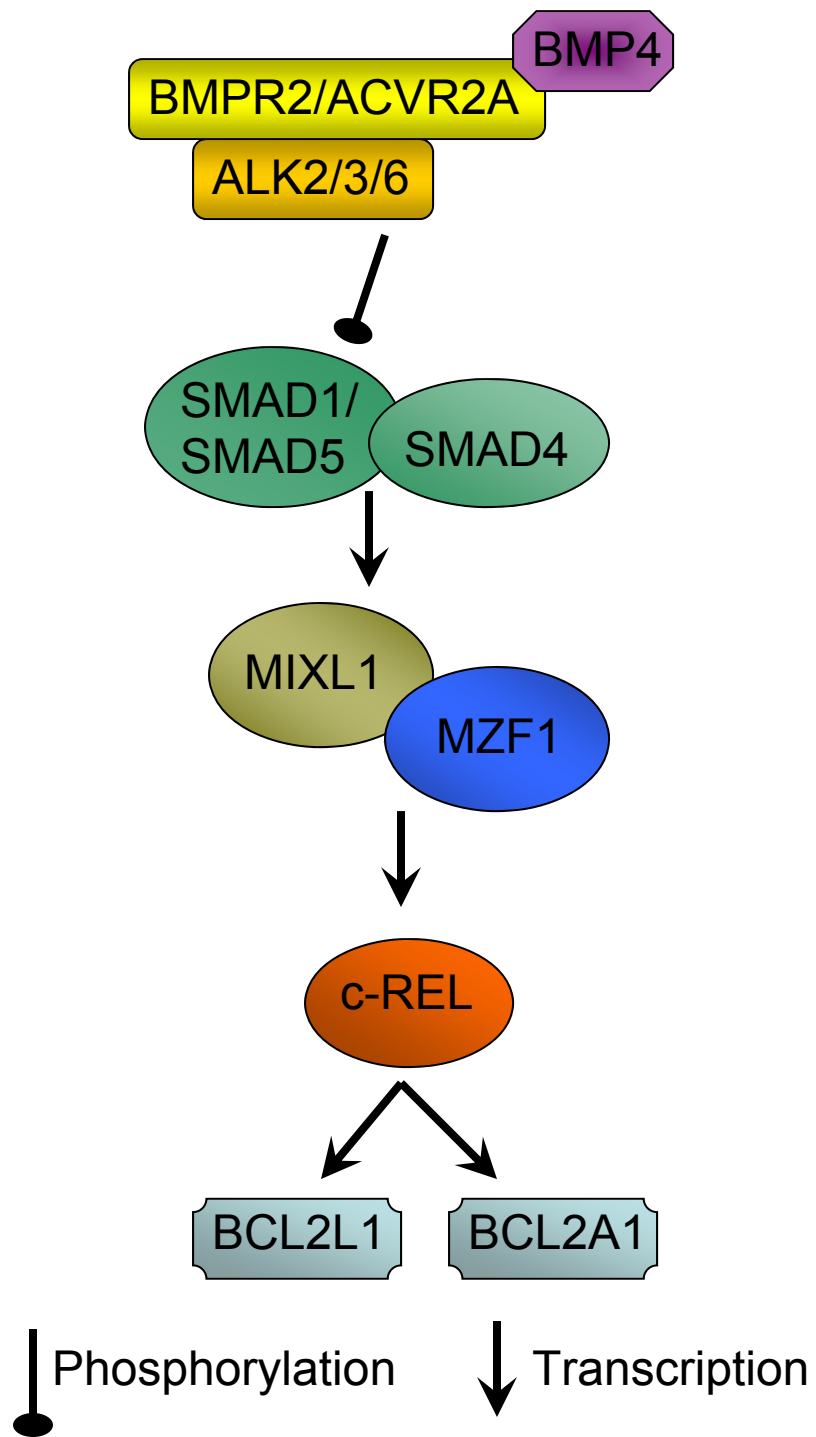 BMP4
BMPR2/ACVR2A
ALK2/3/6
SMAD1/
SMAD5
SMAD4
MIXL1
MZF1
c-REL
BCL2L1
BCL2A1
Phosphorylation
Transcription